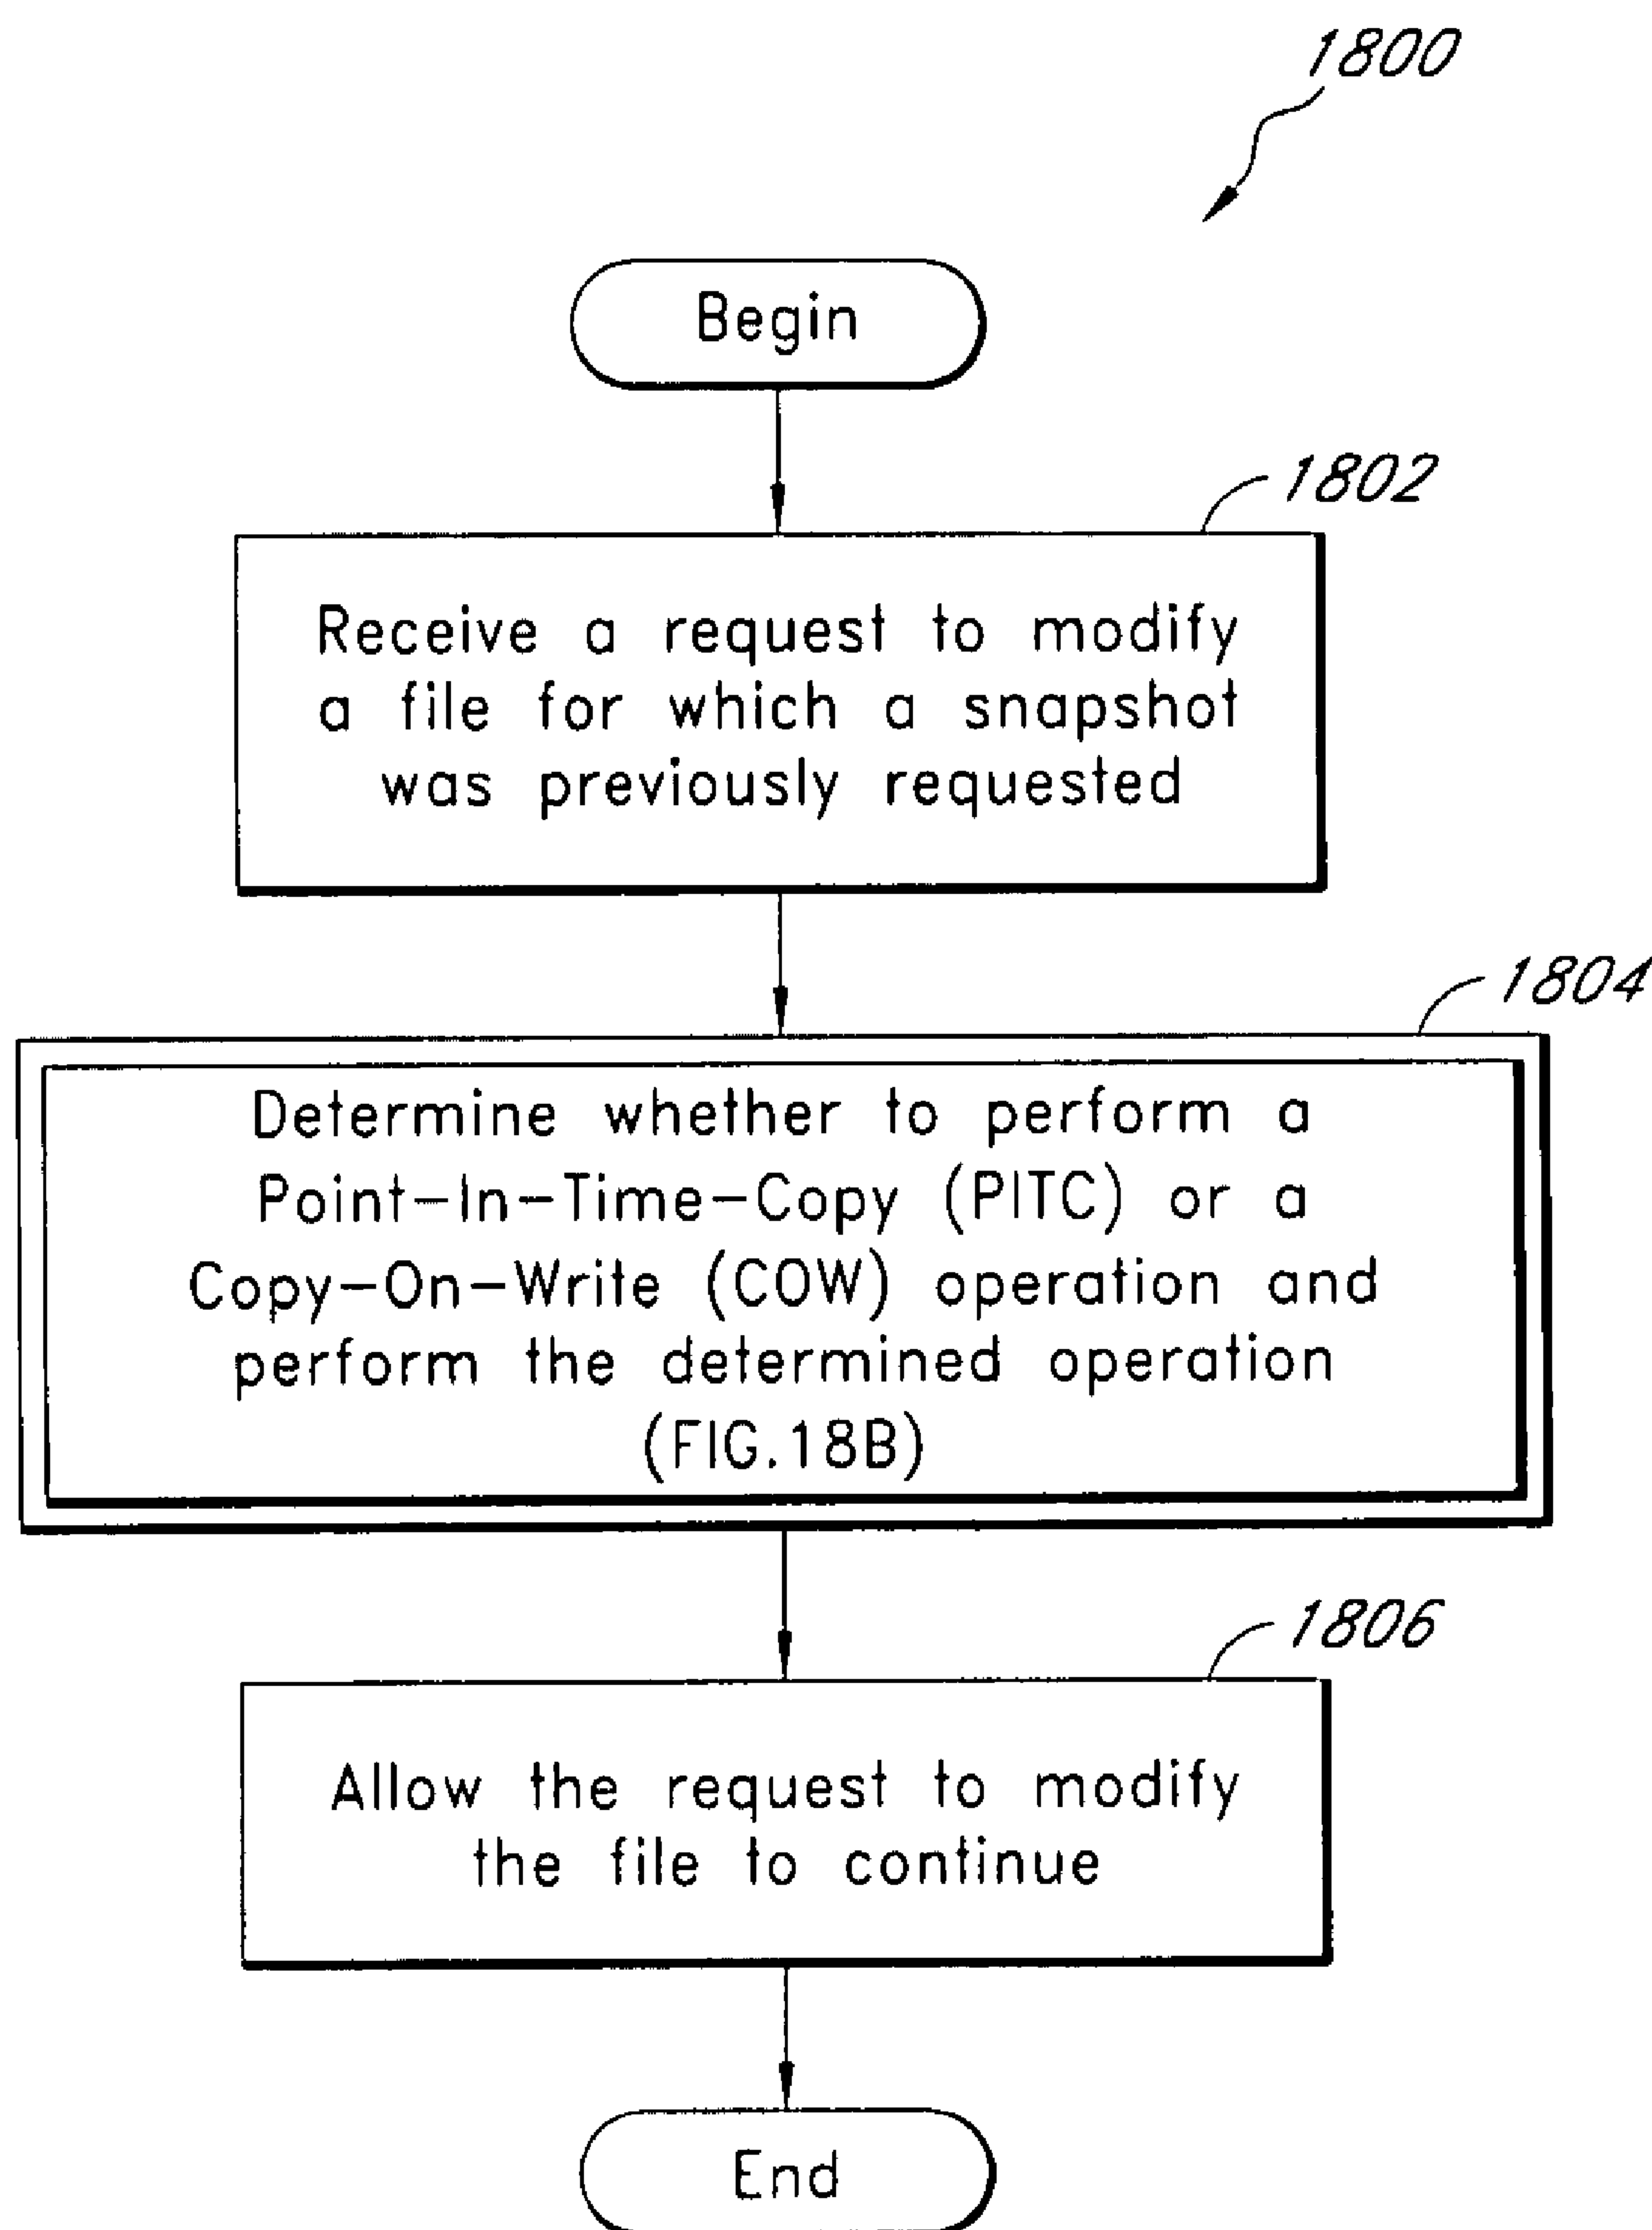 1800
Begin
1802
Receive a request to modify
a file for which a snapshot
was previously requested
1804
Determine whether to perform a
Point-In-Time-Copy (PITC) or a
Copy-On-Write (COW) operation and
perform the determined operation
(FIG.18B)
1806
Allow the request to modify
the file to continue
End